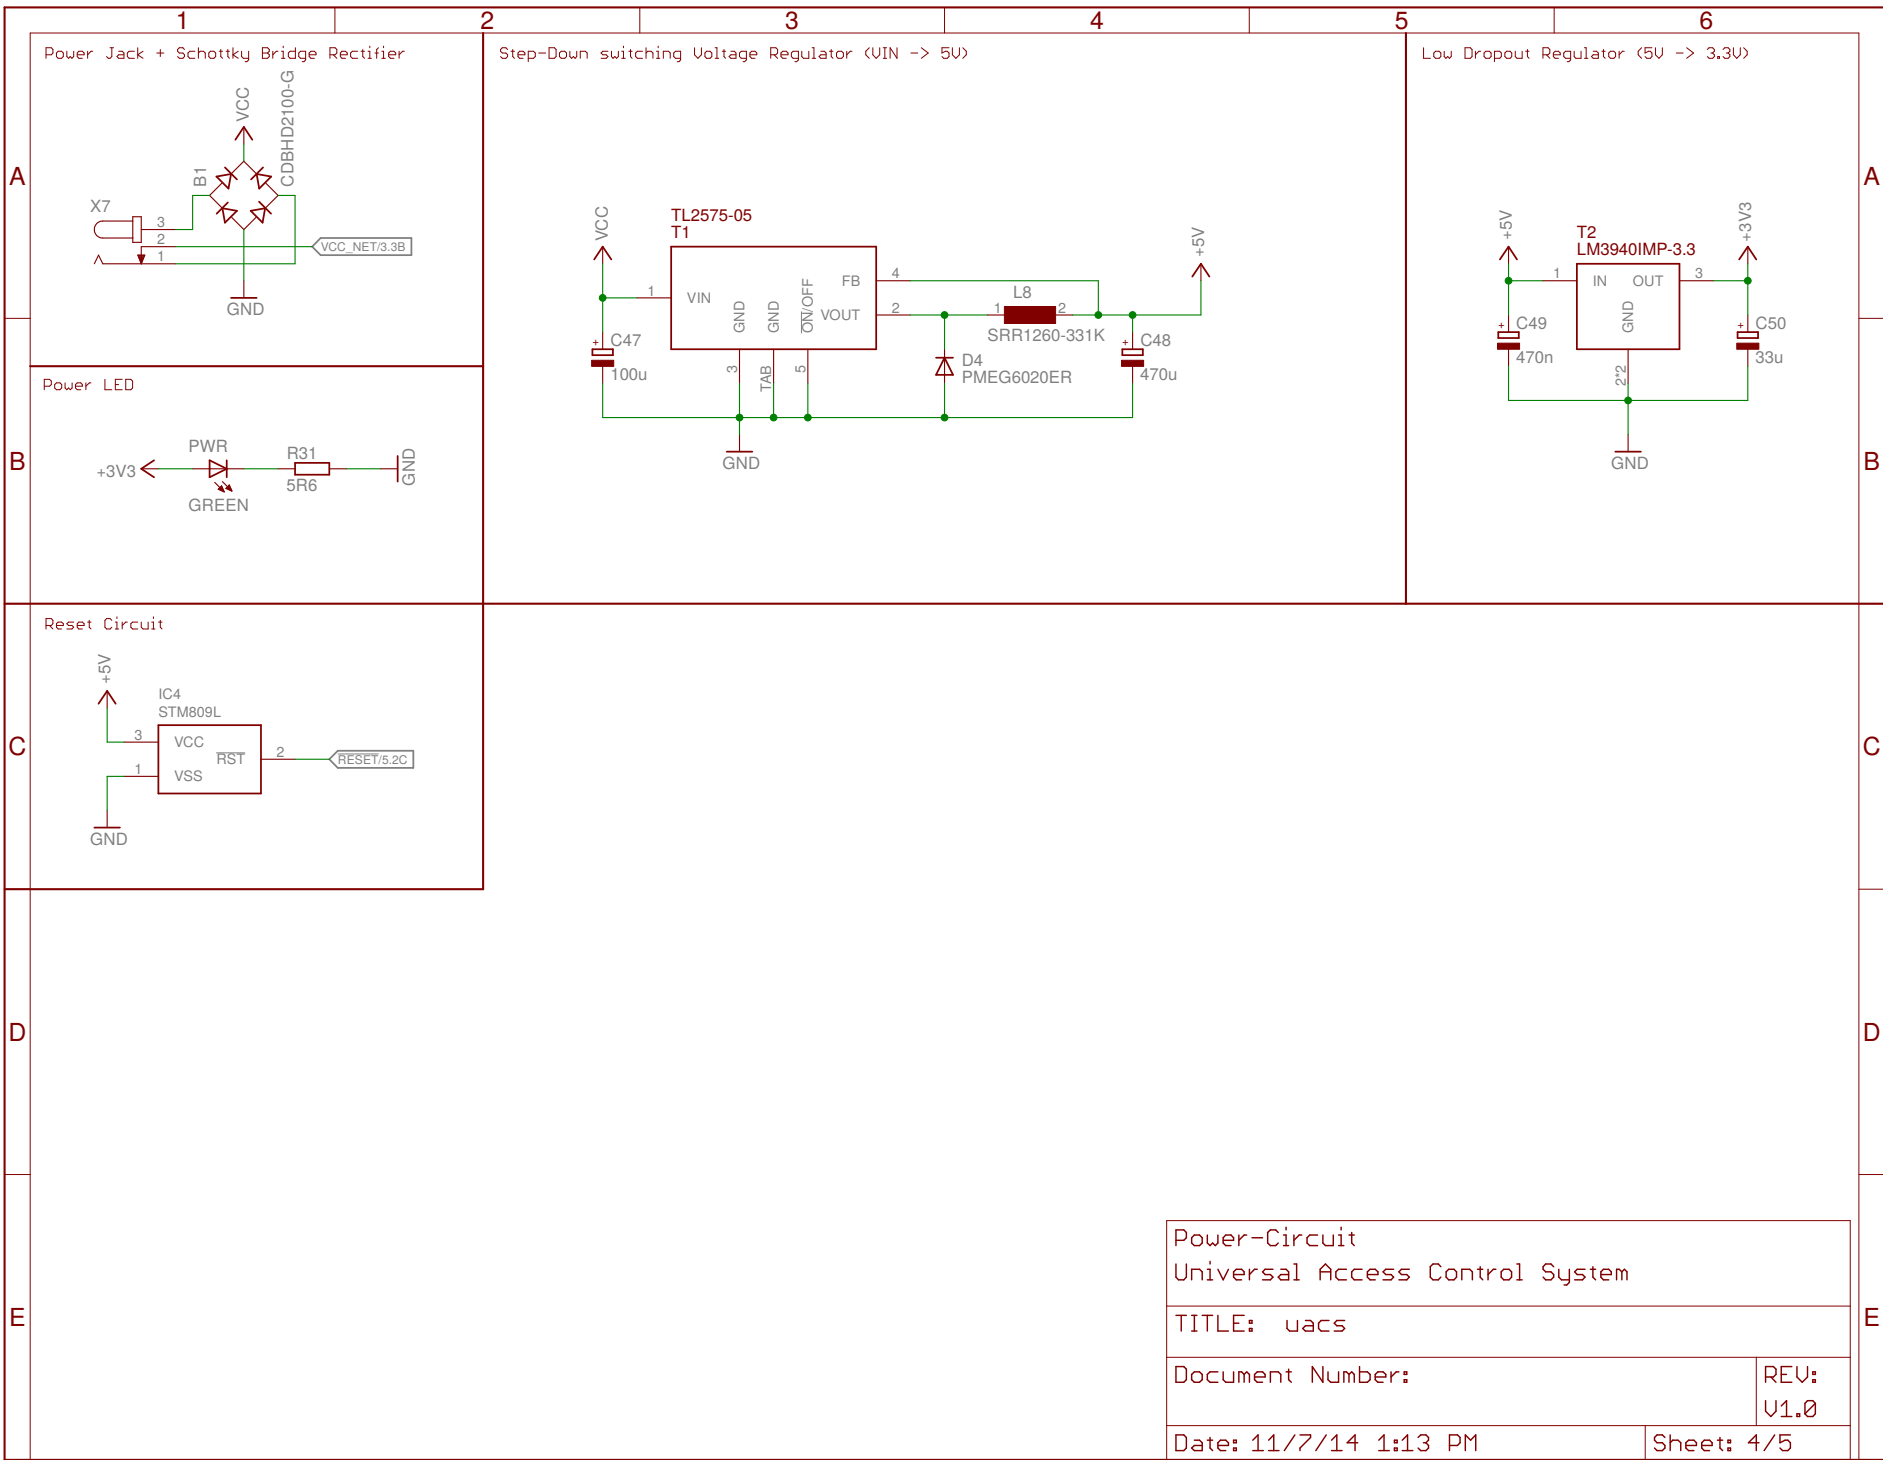 1 2 3 4 5 6
A
B
C
D
E
A
B
C
D
E
Power Jack + Schottky Bridge Rectifier
VCC
CDBHD2100-G
B1
X7
3
2
1
VCC_NET/3.3B
GND
Step-Down switching Voltage Regulator (VIN -> 5V)
VCC
TL2575-05
T1
1
VIN
GND
GND
ON/OFF
FB
VOUT
4
2
3
TAB
5
C47
+
100u
1
L8
2
SRR1260-331K
D4
PMEG6020ER
+
C48
470u
+5V
GND
Low Dropout Regulator (5V -> 3.3V)
+5V
T2
LM3940IMP-3.3
1
IN
OUT
GND
3
2*2
+
C49
470n
+3V3
+
C50
33u
GND
Power LED
+3V3
PWR
GREEN
R31
5R6
GND
Reset Circuit
+5V
IC4
STM809L
3
VCC
RST
2
RESET/5.2C
1
VSS
GND
Power-Circuit
Universal Access Control System
TITLE: uacs
Document Number:
REV:
V1.0
Date: 11/7/14 1:13 PM
Sheet: 4/5